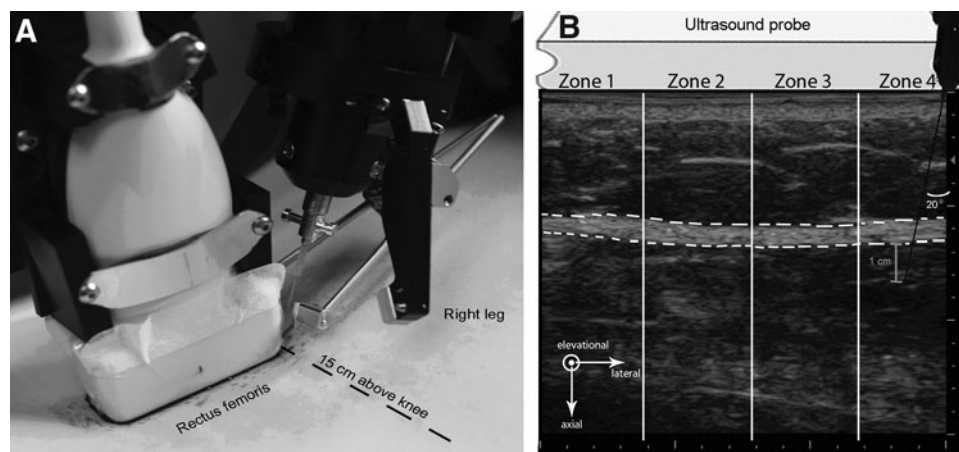 A
Right leg
15 cm above knee
Rectus femoris
B
Ultrasound probe
Zone 1 Zone 2 Zone 3 Zone 4
20°
1 cm
elevational
lateral
axial